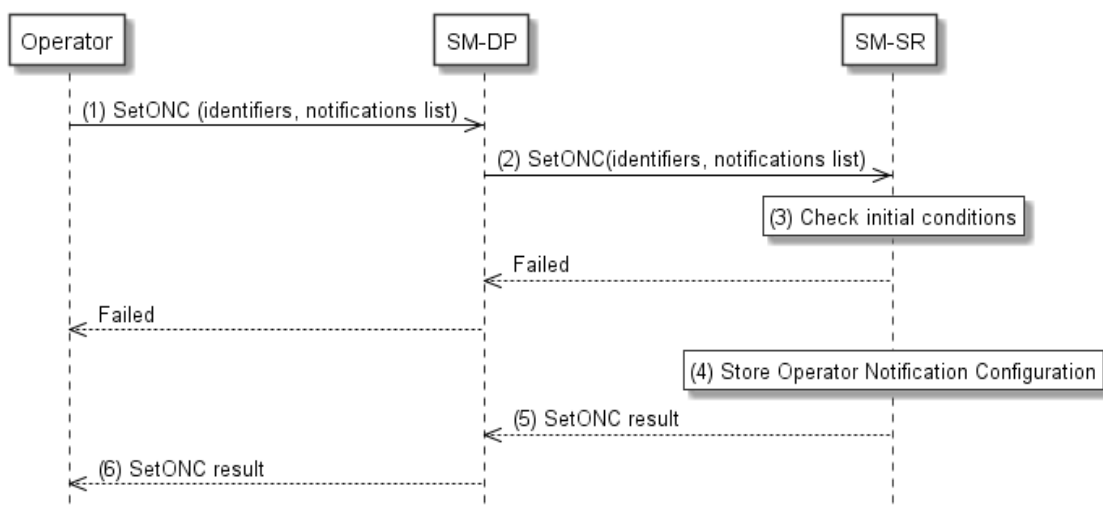 Operator
SM-DP
SM-SR
(1) SetONC (identifiers, notifications list)
(2) SetONC(identifiers, notifications list)
(3) Check initial conditions
Failed
Failed
(4) Store Operator Notification Configuration
(5) SetONC result
(6) SetONC result